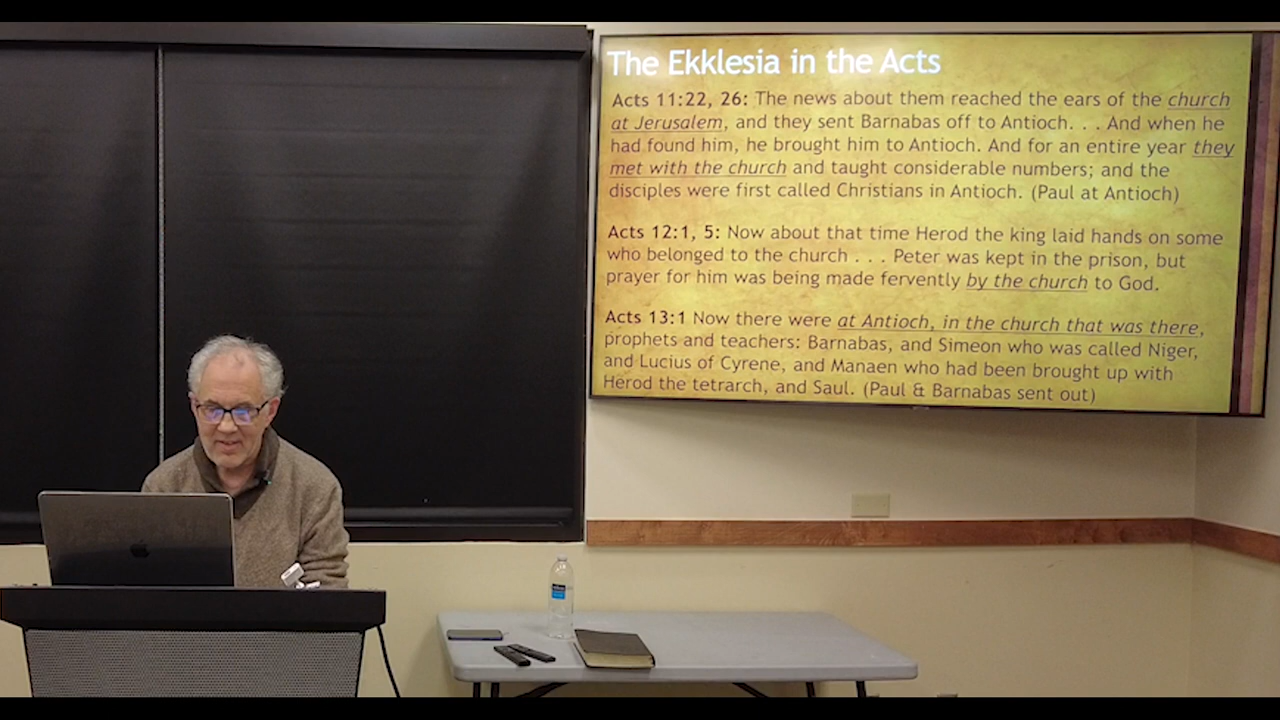 The Ekklesia in the Acts
Acts 11:22, 26: The news about them reached the ears of the church
at Jerusalem, and they sent Barnabas off to Antioch. . . And when he
had found him, he brought him to Antioch. And for an entire year they
met with the church and taught considerable numbers; and the
disciples were first called Christians in Antioch. (Paul at Antioch)
Acts 12:1, 5: Now about that time Herod the king laid hands on some
who belonged to the church . . . Peter was kept in the prison, but
prayer for him was being made fervently by the church to God.
Acts 13:1 Now there were at Antioch, in the church that was there,
prophets and teachers: Barnabas, and Simeon who was called Niger,
and Lucius of Cyrene, and Manaen who had been brought up with
Herod the tetrarch, and Saul. (Paul & Barnabas sent out)